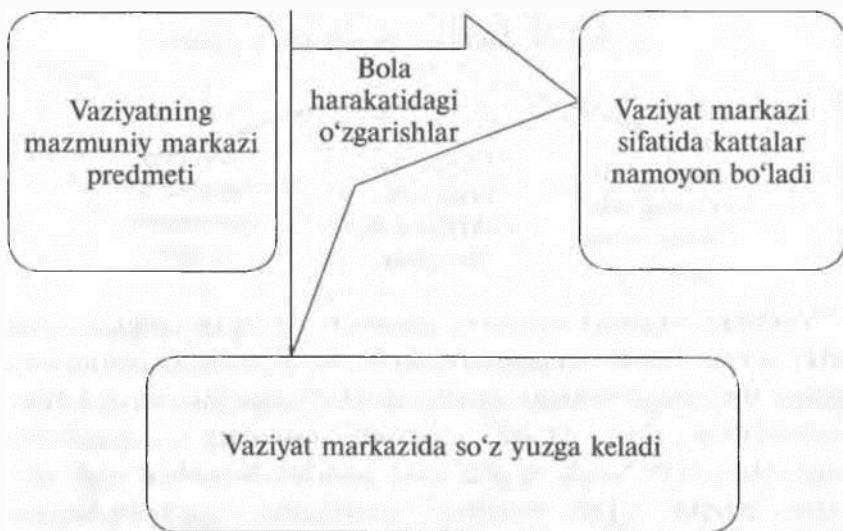 Vaziyatning
mazmuniy markazi
predmeti
Bola
harakatidagi
o‘zgarishlar
Vaziyat markazi
sifatida kattalar
namoyon bo‘ladi
Vaziyat markazida so‘z yuzga keladi